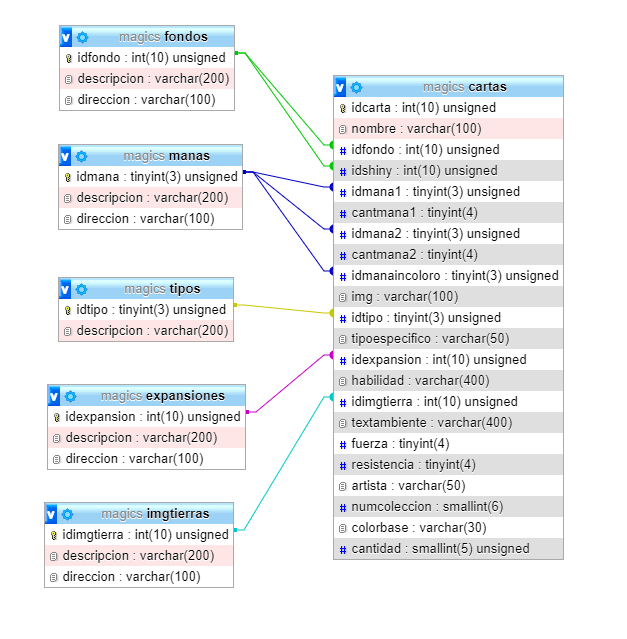 v magics fondos
idfondo : int(10) unsigned
descripcion : varchar(200)
direccion : varchar(100)
v magics manas
idmana : tinyint(3) unsigned
descripcion : varchar(200)
direccion : varchar(100)
v magics tipos
idtipo : tinyint(3) unsigned
descripcion : varchar(200)
v magics expansiones
idexpansion : int(10) unsigned
descripcion : varchar(200)
direccion : varchar(100)
v magics imgtierras
idimgtierra : int(10) unsigned
descripcion : varchar(200)
direccion : varchar(100)
v magics cartas
idcarta : int(10) unsigned
nombre : varchar(100)
# idfondo : int(10) unsigned
# idshiny : int(10) unsigned
# idmana1 : tinyint(3) unsigned
# cantmana1 : tinyint(4)
# idmana2 : tinyint(3) unsigned
# cantmana2 : tinyint(4)
# idmanaincoloro : tinyint(3) unsigned
img : varchar(100)
# idtipo : tinyint(3) unsigned
tipoespecifico : varchar(50)
# idexpansion : int(10) unsigned
habilidad : varchar(400)
# idimgtierra : int(10) unsigned
textambiente : varchar(400)
# fuerza : tinyint(4)
# resistencia : tinyint(4)
artista : varchar(50)
# numcoleccion : smallint(6)
colorbase : varchar(30)
# cantidad : smallint(5) unsigned